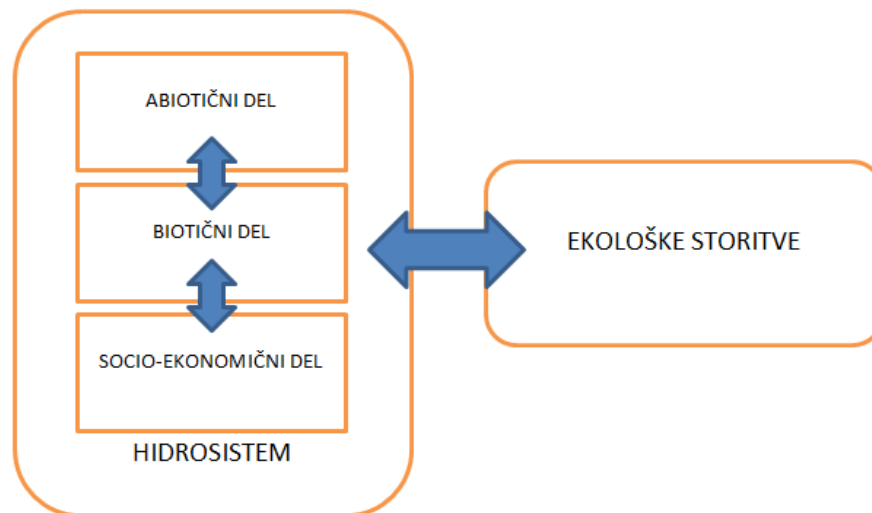 ABIOTIČNI DEL
BIOTIČNI DEL
SOCIO-EKONOMIČNI DEL
HIDROSISTEM
EKOLOŠKE STORITVE